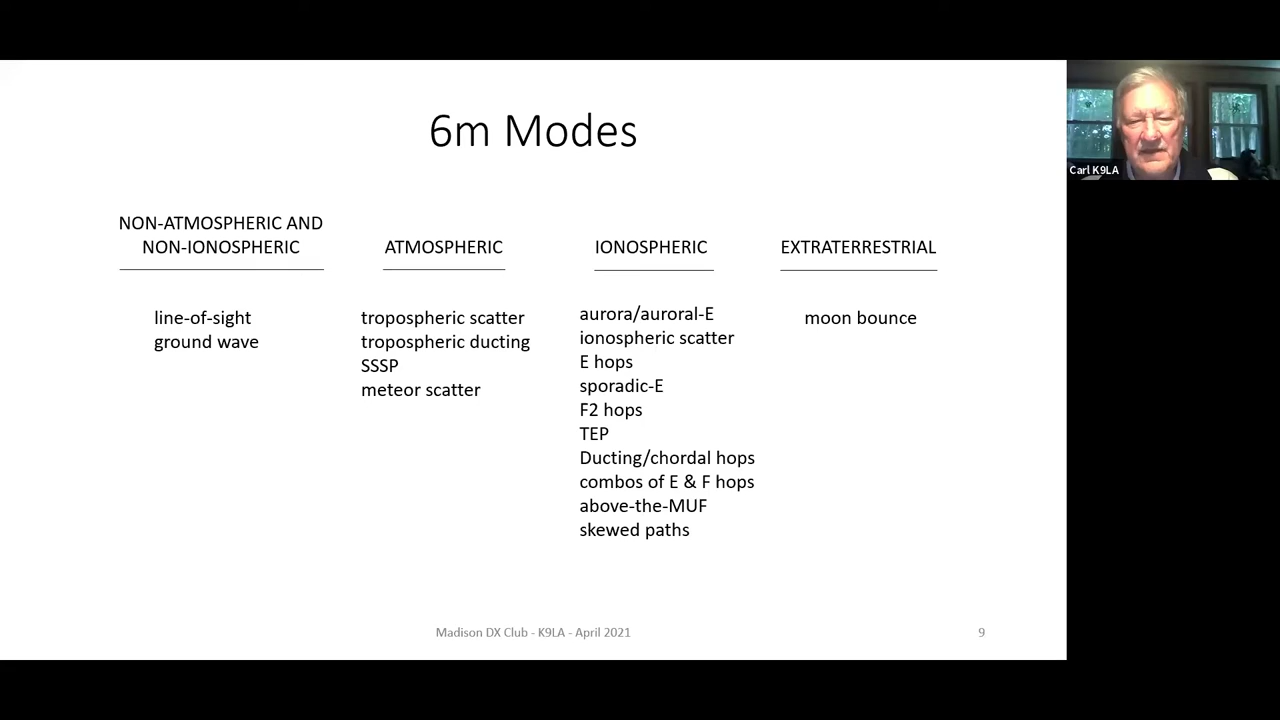 6m Modes
NON-ATMOSPHERIC AND
NON-IONOSPHERIC
line-of-sight
ground wave
ATMOSPHERIC
tropospheric scatter
tropospheric ducting
SSSP
meteor scatter
IONOSPHERIC
aurora/auroral-E
ionospheric scatter
E hops
sporadic-E
F2 hops
TEP
Ducting/chordal hops
combos of E & F hops
above-the-MUF
skewed paths
EXTRATERRESTRIAL
moon bounce
Madison DX Club - K9LA - April 2021
9
Carl K9LA